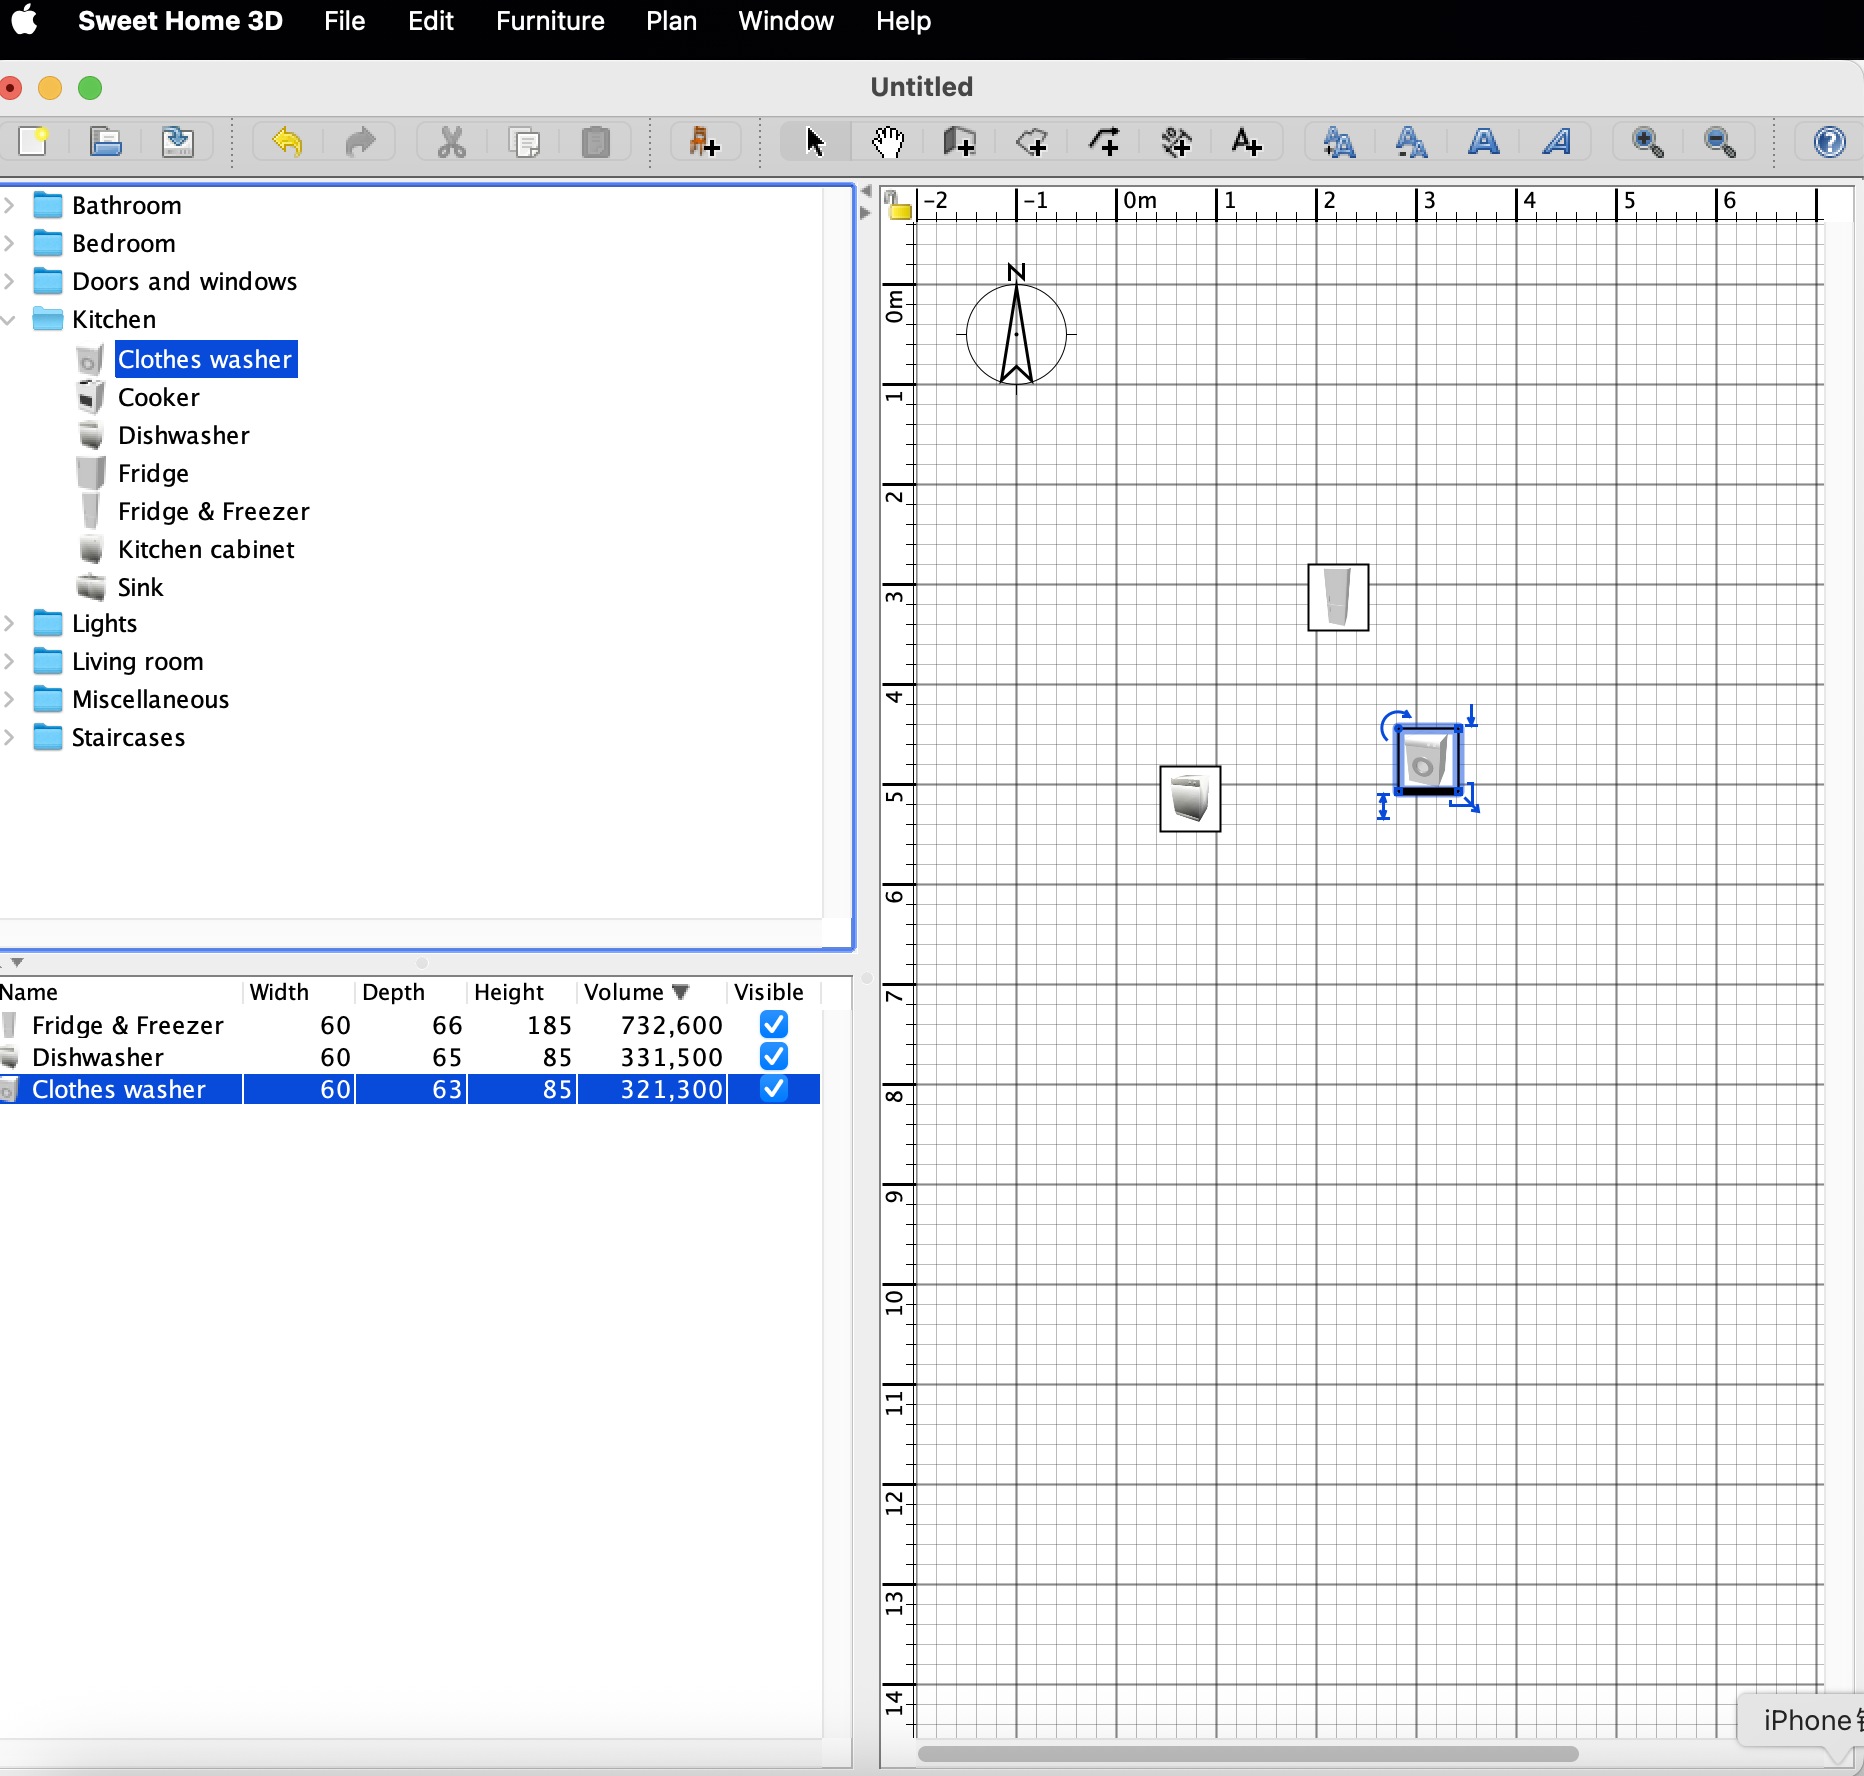 Sweet Home 3D File Edit Furniture Plan Window Help
Untitled
Bathroom
Bedroom
Doors and windows
Kitchen
Clothes washer
Cooker
Dishwasher
Fridge
Fridge & Freezer
Kitchen cabinet
Sink
Lights
Living room
Miscellaneous
Staircases
Name Width Depth Height Volume Visible
Fridge & Freezer 60 66 185 732,600
Dishwasher 60 65 85 331,500
Clothes washer 60 63 85 321,300
-2 -1 0m 1 2 3 4 5 6
N
0m
1
2
3
4
5
6
7
8
9
10
11
12
13
14
iPhone